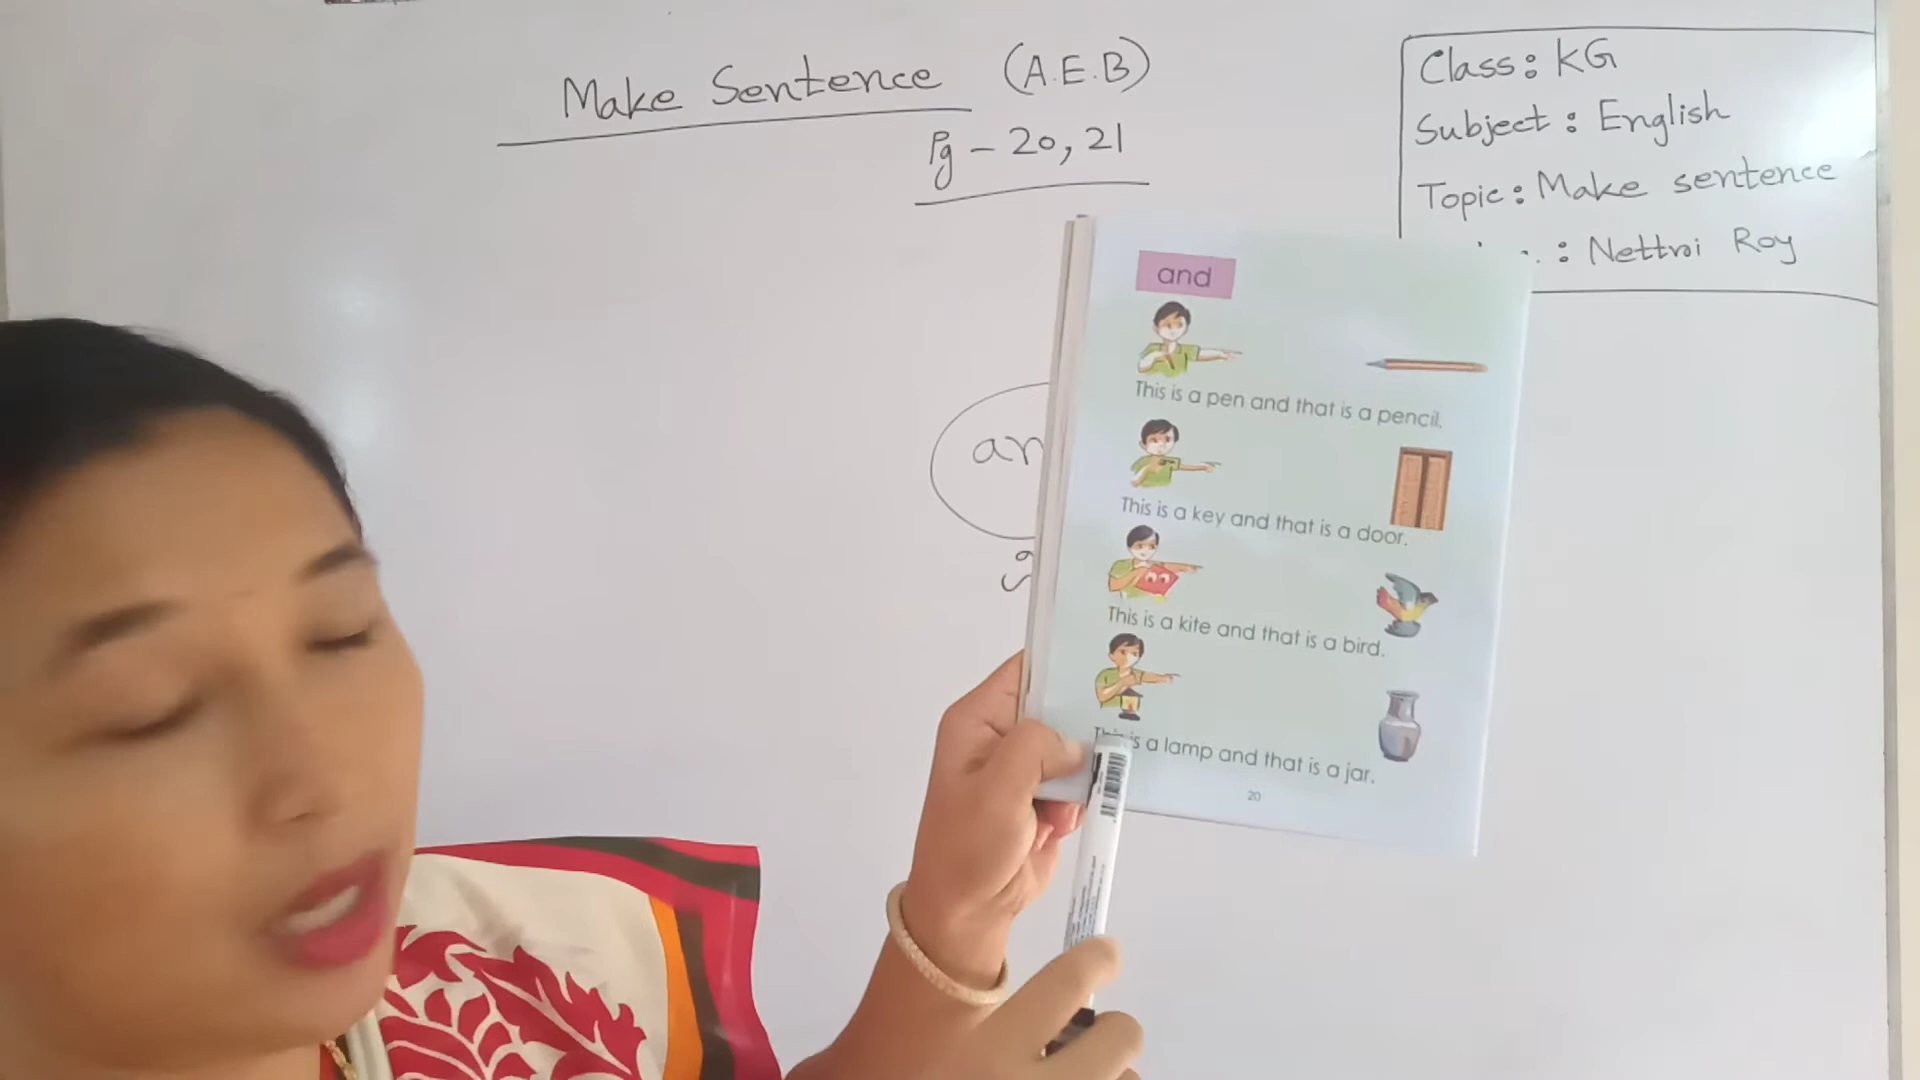 Make Sentence (A.E.B)
Pg - 20, 21
Class : KG
Subject : English
Topic : Make sentence
: Nettroi Roy
and
This is a pen and that is a pencil.
This is a key and that is a door.
This is a kite and that is a bird.
This is a lamp and that is a jar.
20